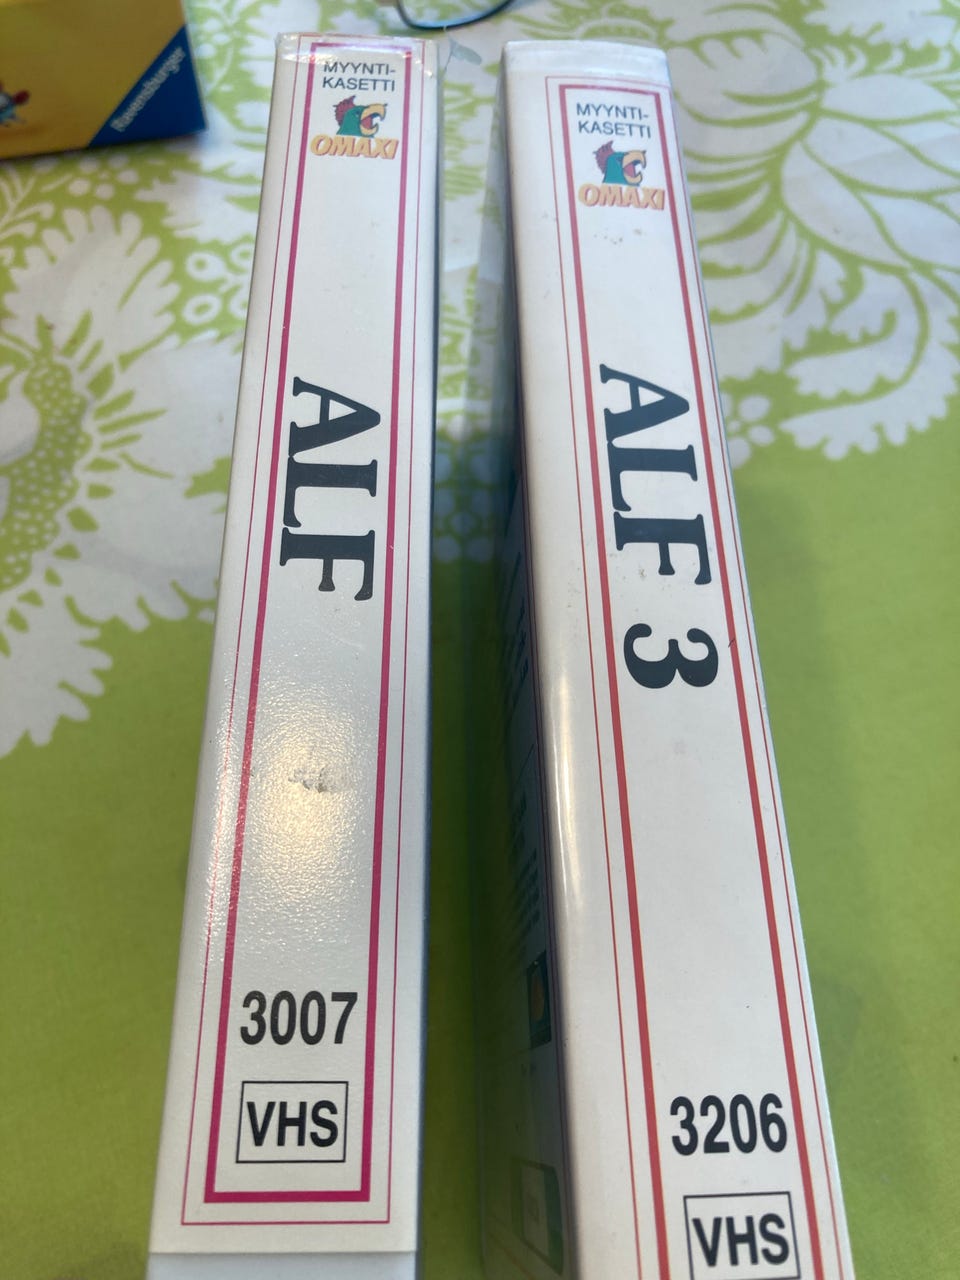 Ravensburger
MYYNTI-
KASETTI
OMAXI
ALF
3007
VHS
MYYNTI-
KASETTI
OMAXI
ALF 3
3206
VHS